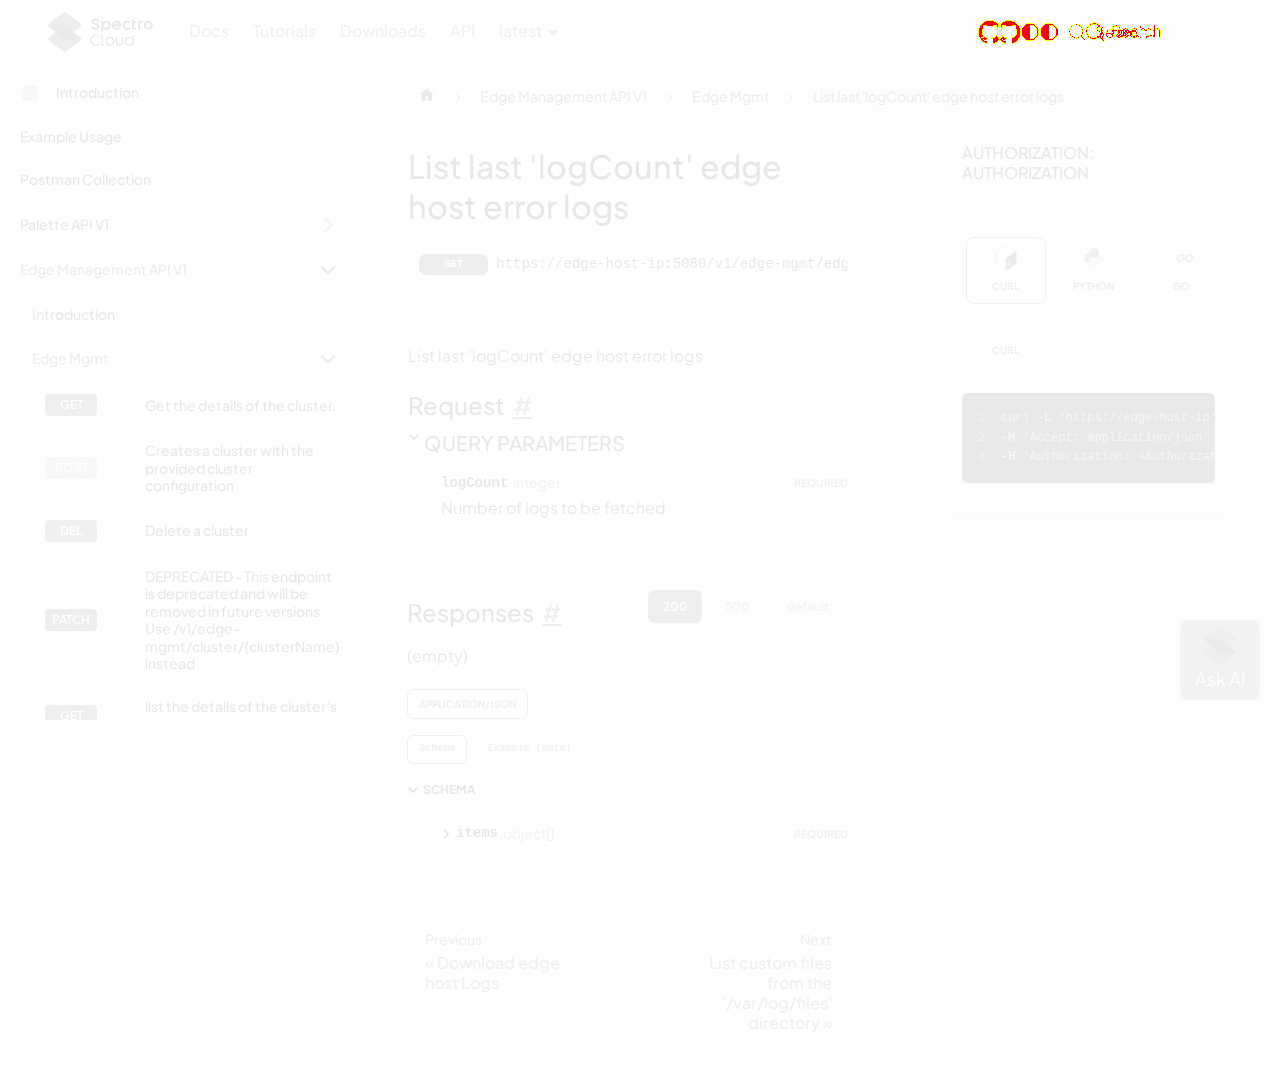 Spectro
Cloud
Docs
Tutorials
Downloads
API
latest
Introduction
Example Usage
Postman Collection
Palette API V1
Edge Management API V1
Introduction
Edge Mgmt
GET
Get the details of the cluster.
POST
Creates a cluster with the
provided cluster
configuration
DEL
Delete a cluster
PATCH
DEPRECATED - This endpoint
is deprecated and will be
removed in future versions.
Use /v1/edge-
mgmt/cluster/{clusterName}
instead
GET
list the details of the cluster's
Edge Management API V1
Edge Mgmt
List last 'logCount' edge host error logs
List last 'logCount' edge
host error logs
GET
https://edge-host-ip:5080/v1/edge-mgmt/edg
List last 'logCount' edge host error logs
Request #
QUERY PARAMETERS
logCount integer
REQUIRED
Number of logs to be fetched
Responses #
200
500
default
(empty)
APPLICATION/JSON
Schema
Example (auto)
SCHEMA
items object[]
REQUIRED
Previous
« Download edge
host Logs
Next
List custom files
from the
'/var/log/files'
directory »
AUTHORIZATION:
AUTHORIZATION
CURL
PYTHON
GO
GO
CURL
1 curl -L 'https://edge-host-ip:
2 -H 'Accept: application/json'
3 -H 'Authorization: <Authorizat
Ask AI